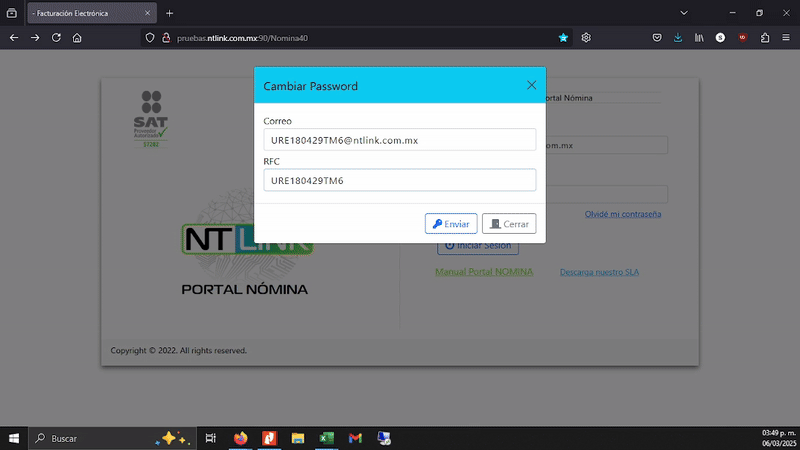 - Facturación Electrónica
pruebas.ntlink.com.mx:90/Nomina40
SAT
Proveedor
Autorizado
57202
Cambiar Password
Correo
URE180429TM6@ntlink.com.mx
RFC
URE180429TM6
Enviar
Cerrar
ortal Nómina
om.mx
Olvidé mi contraseña
Iniciar Sesión
Manual Portal NOMINA
Descarga nuestro SLA
NT LINK
PORTAL NÓMINA
Copyright © 2022. All rights reserved.
Buscar
03:49 p. m.
06/03/2025